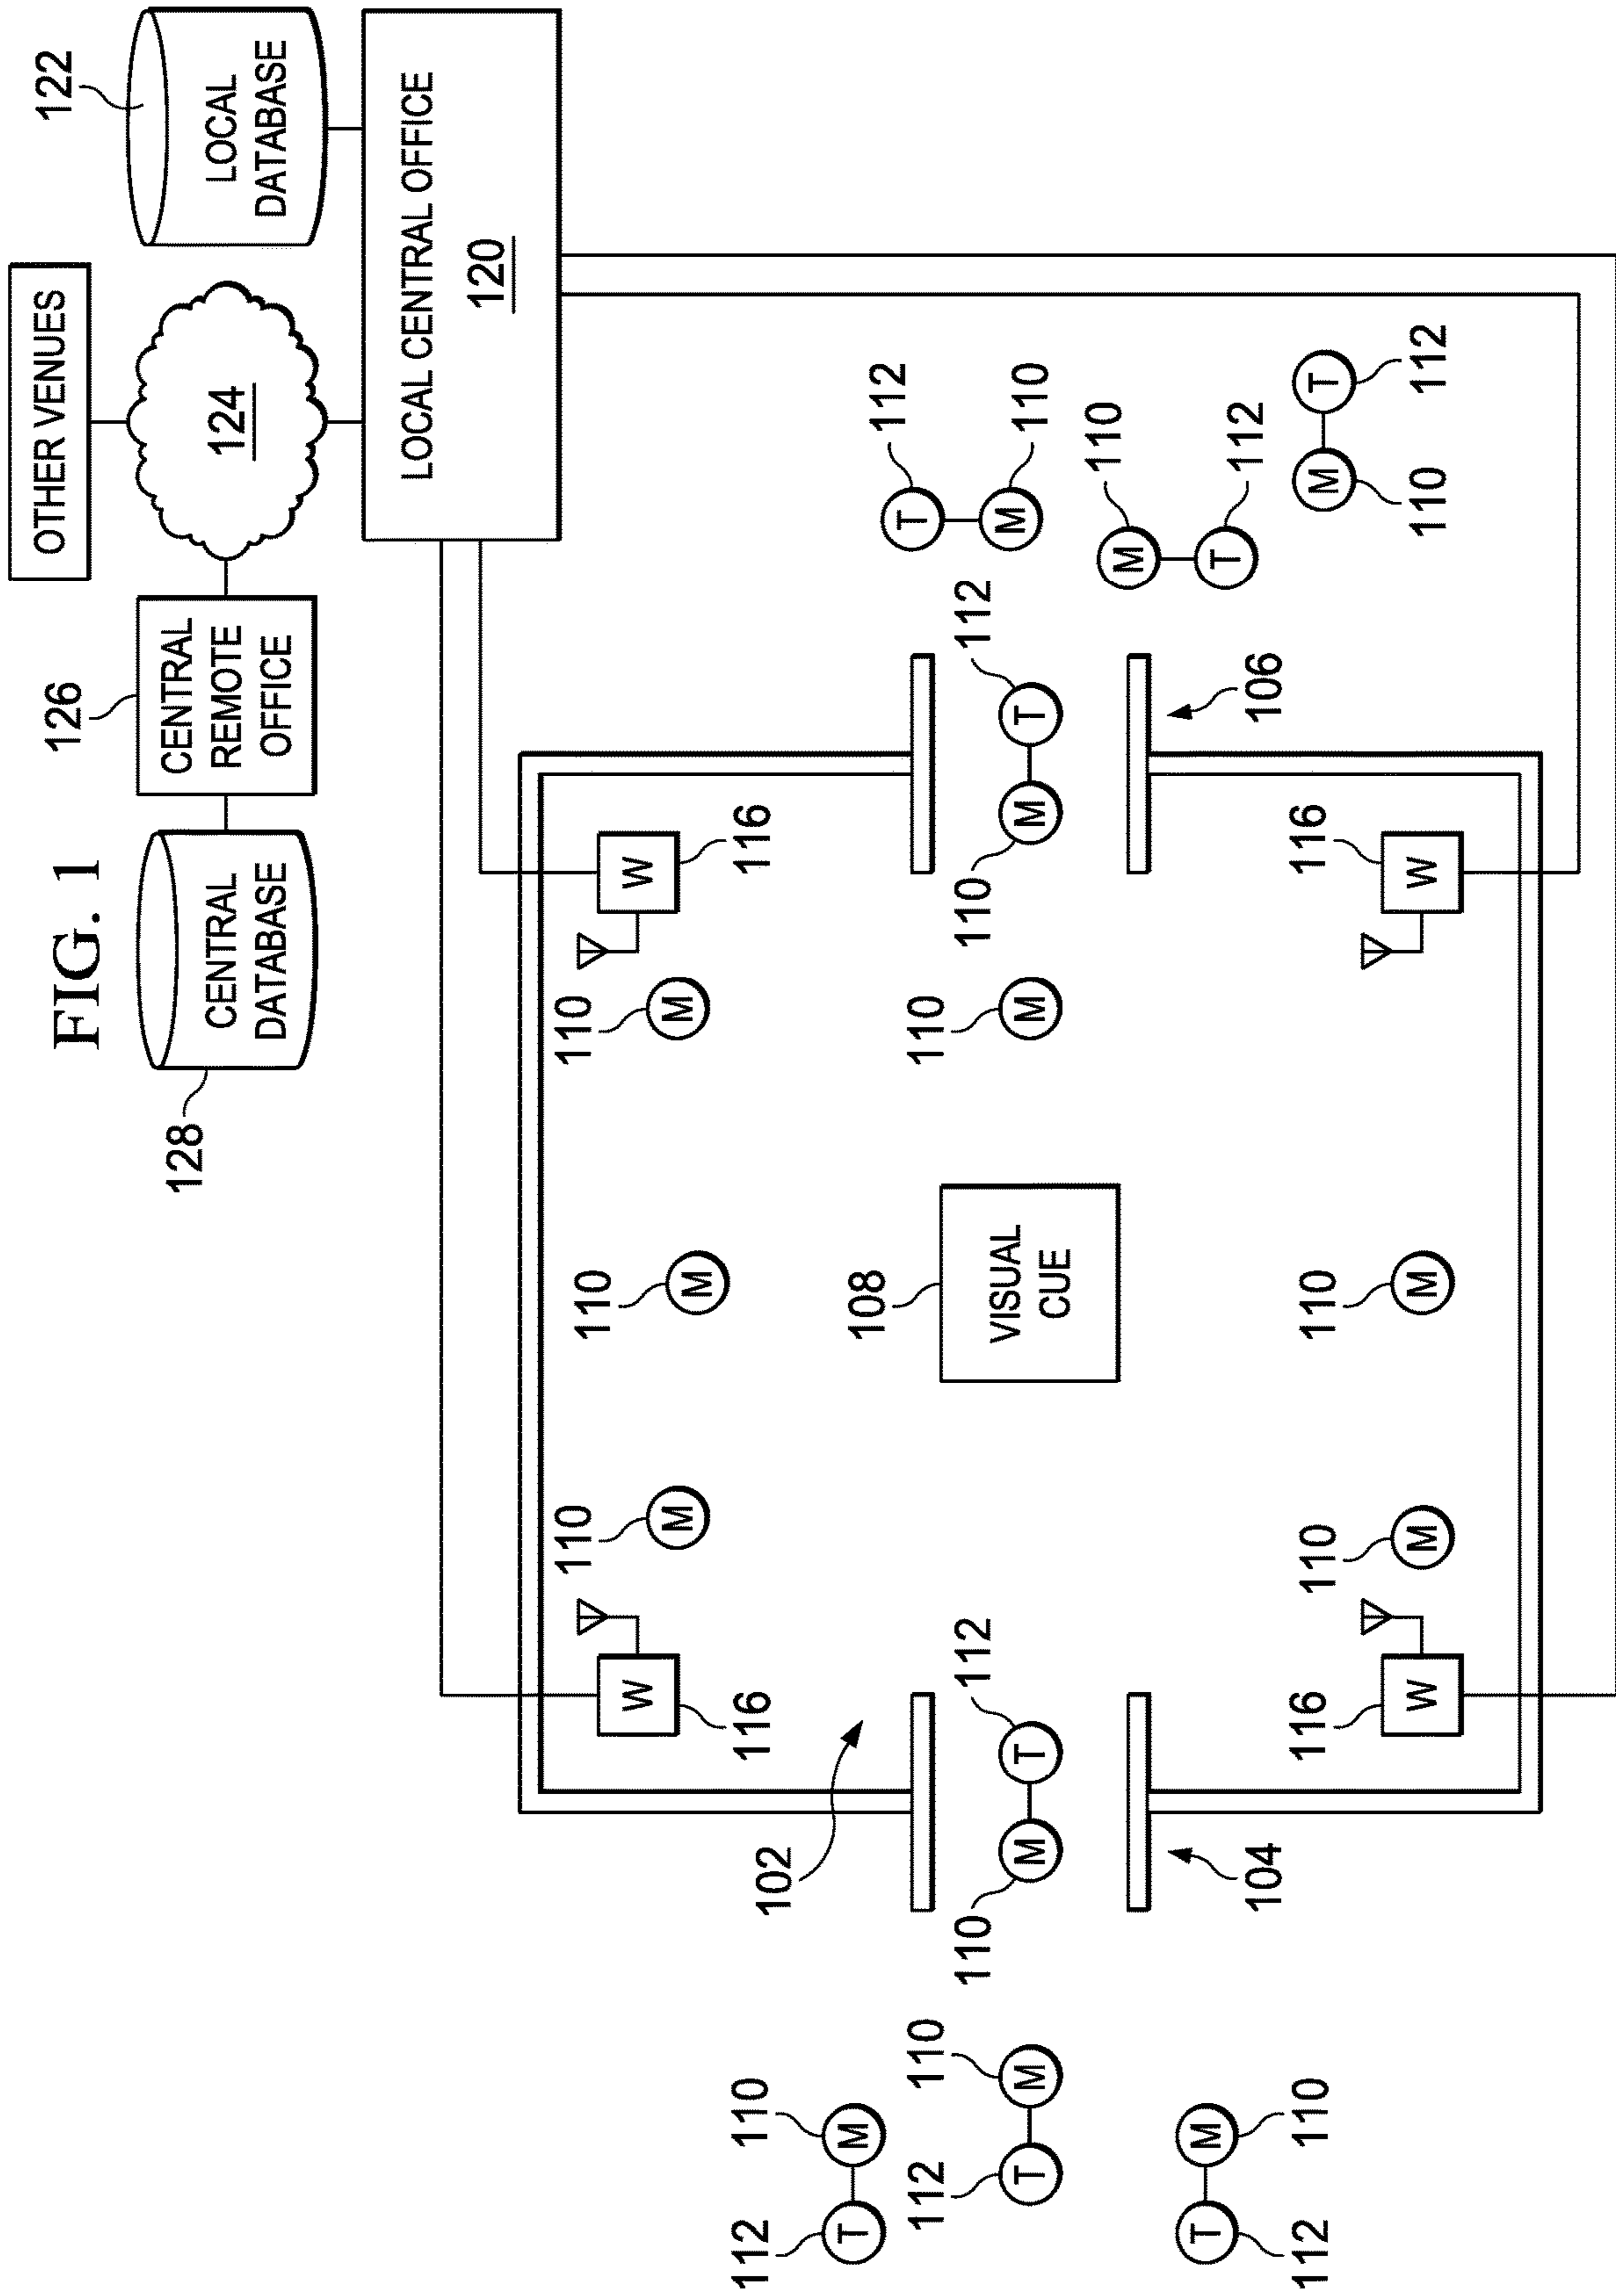 FIG. 1
126
OTHER VENUES
122
128
CENTRAL
DATABASE
CENTRAL
REMOTE
OFFICE
124
LOCAL
DATABASE
LOCAL CENTRAL OFFICE
120
110 110 110
W W
M M M
112 110 116 116
102
T M 108 112
T
112 110 110
110 112 110 112
VISUAL
CUE
T M M T M M T M 110
110
M
T M T 112
104 106
112 110 116 110 110 116 M T
W M M W 110 112